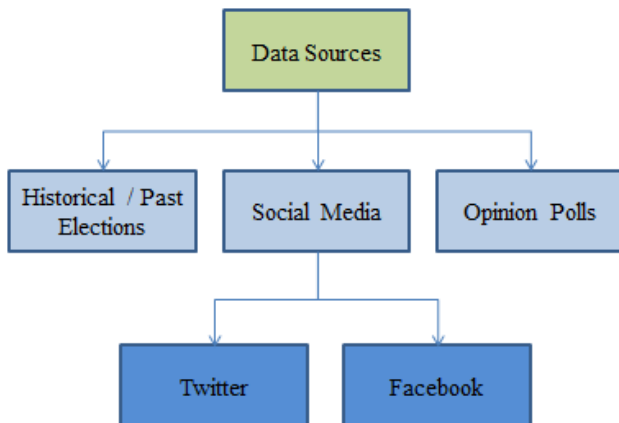 Data Sources
Historical / Past
Elections
Social Media
Opinion Polls
Twitter
Facebook